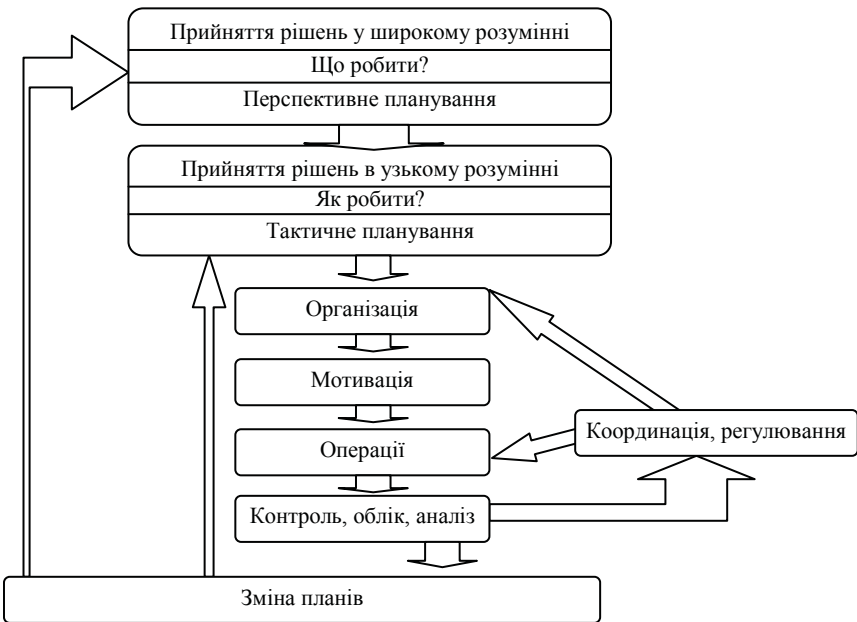 Прийняття рішень у широкому розумінні
Що робити?
Перспективне планування
Прийняття рішень в узькому розумінні
Як робити?
Тактичне планування
Організація
Мотивація
Операції
Координація, регулювання
Контроль, облік, аналіз
Зміна планів